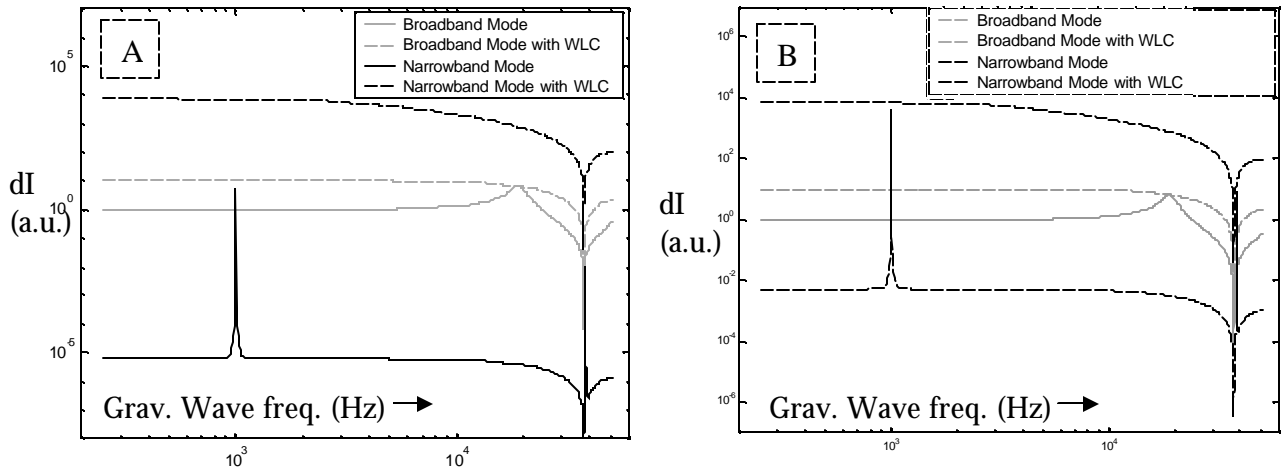 A
Broadband Mode
Broadband Mode with WLC
Narrowband Mode
Narrowband Mode with WLC
10^5
10^0
10^-5
dI
(a.u.)
Grav. Wave freq. (Hz)
10^3
10^4
B
Broadband Mode
Broadband Mode with WLC
Narrowband Mode
Narrowband Mode with WLC
10^8
10^6
10^4
10^2
10^0
10^-2
10^-4
10^-6
dI
(a.u.)
Grav. Wave freq. (Hz)
10^3
10^4